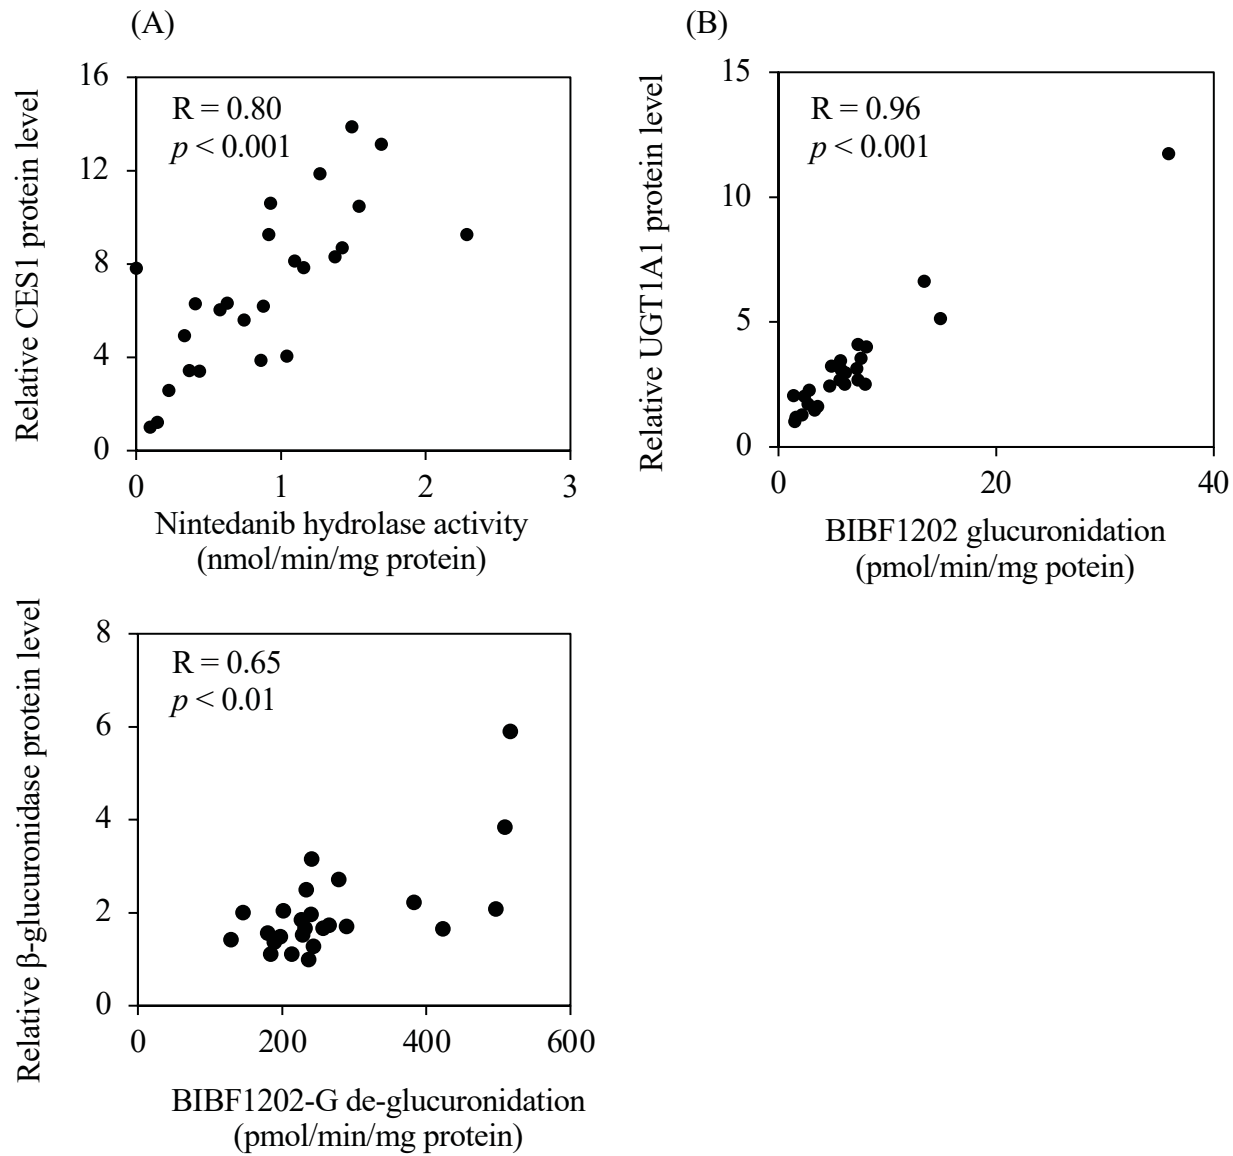 (A)
Relative CES1 protein level
16
12
8
4
0
R = 0.80
p < 0.001
0 1 2 3
Nintedanib hydrolase activity
(nmol/min/mg protein)
(B)
Relative UGT1A1 protein level
15
10
5
0
R = 0.96
p < 0.001
0 20 40
BIBF1202 glucuronidation
(pmol/min/mg potein)
Relative β-glucuronidase protein level
8
6
4
2
0
R = 0.65
p < 0.01
0 200 400 600
BIBF1202-G de-glucuronidation
(pmol/min/mg protein)